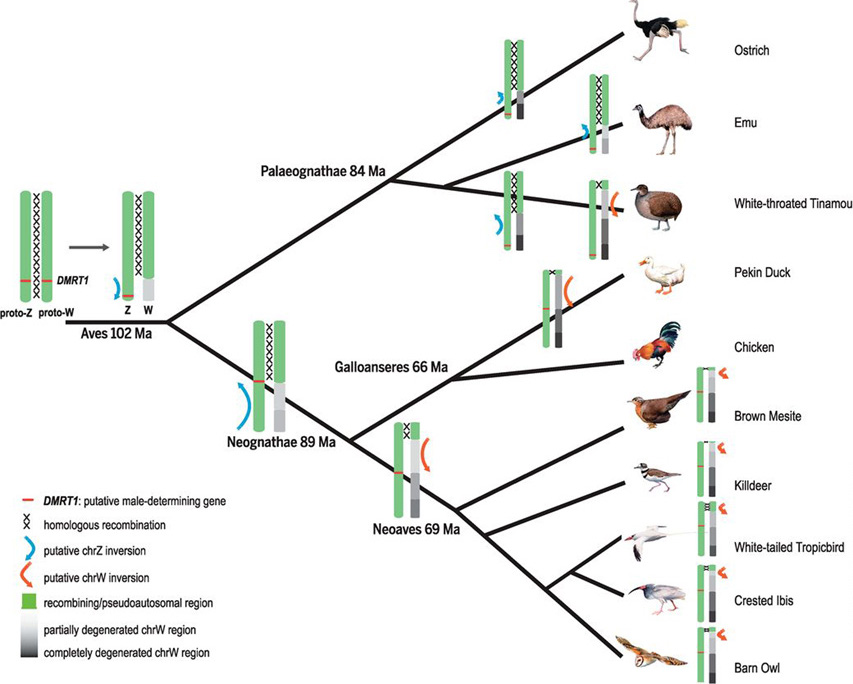 Ostrich
Emu
Palaeognathae 84 Ma
White-throated Tinamou
Pekin Duck
DMRT1
proto-Z proto-W
Z W
Aves 102 Ma
Chicken
Galloanseres 66 Ma
Brown Mesite
Neognathae 89 Ma
Killdeer
DMRT1: putative male-determining gene
homologous recombination
Neoaves 69 Ma
putative chrZ inversion
White-tailed Tropicbird
putative chrW inversion
recombining/pseudoautosomal region
Crested Ibis
partially degenerated chrW region
completely degenerated chrW region
Barn Owl